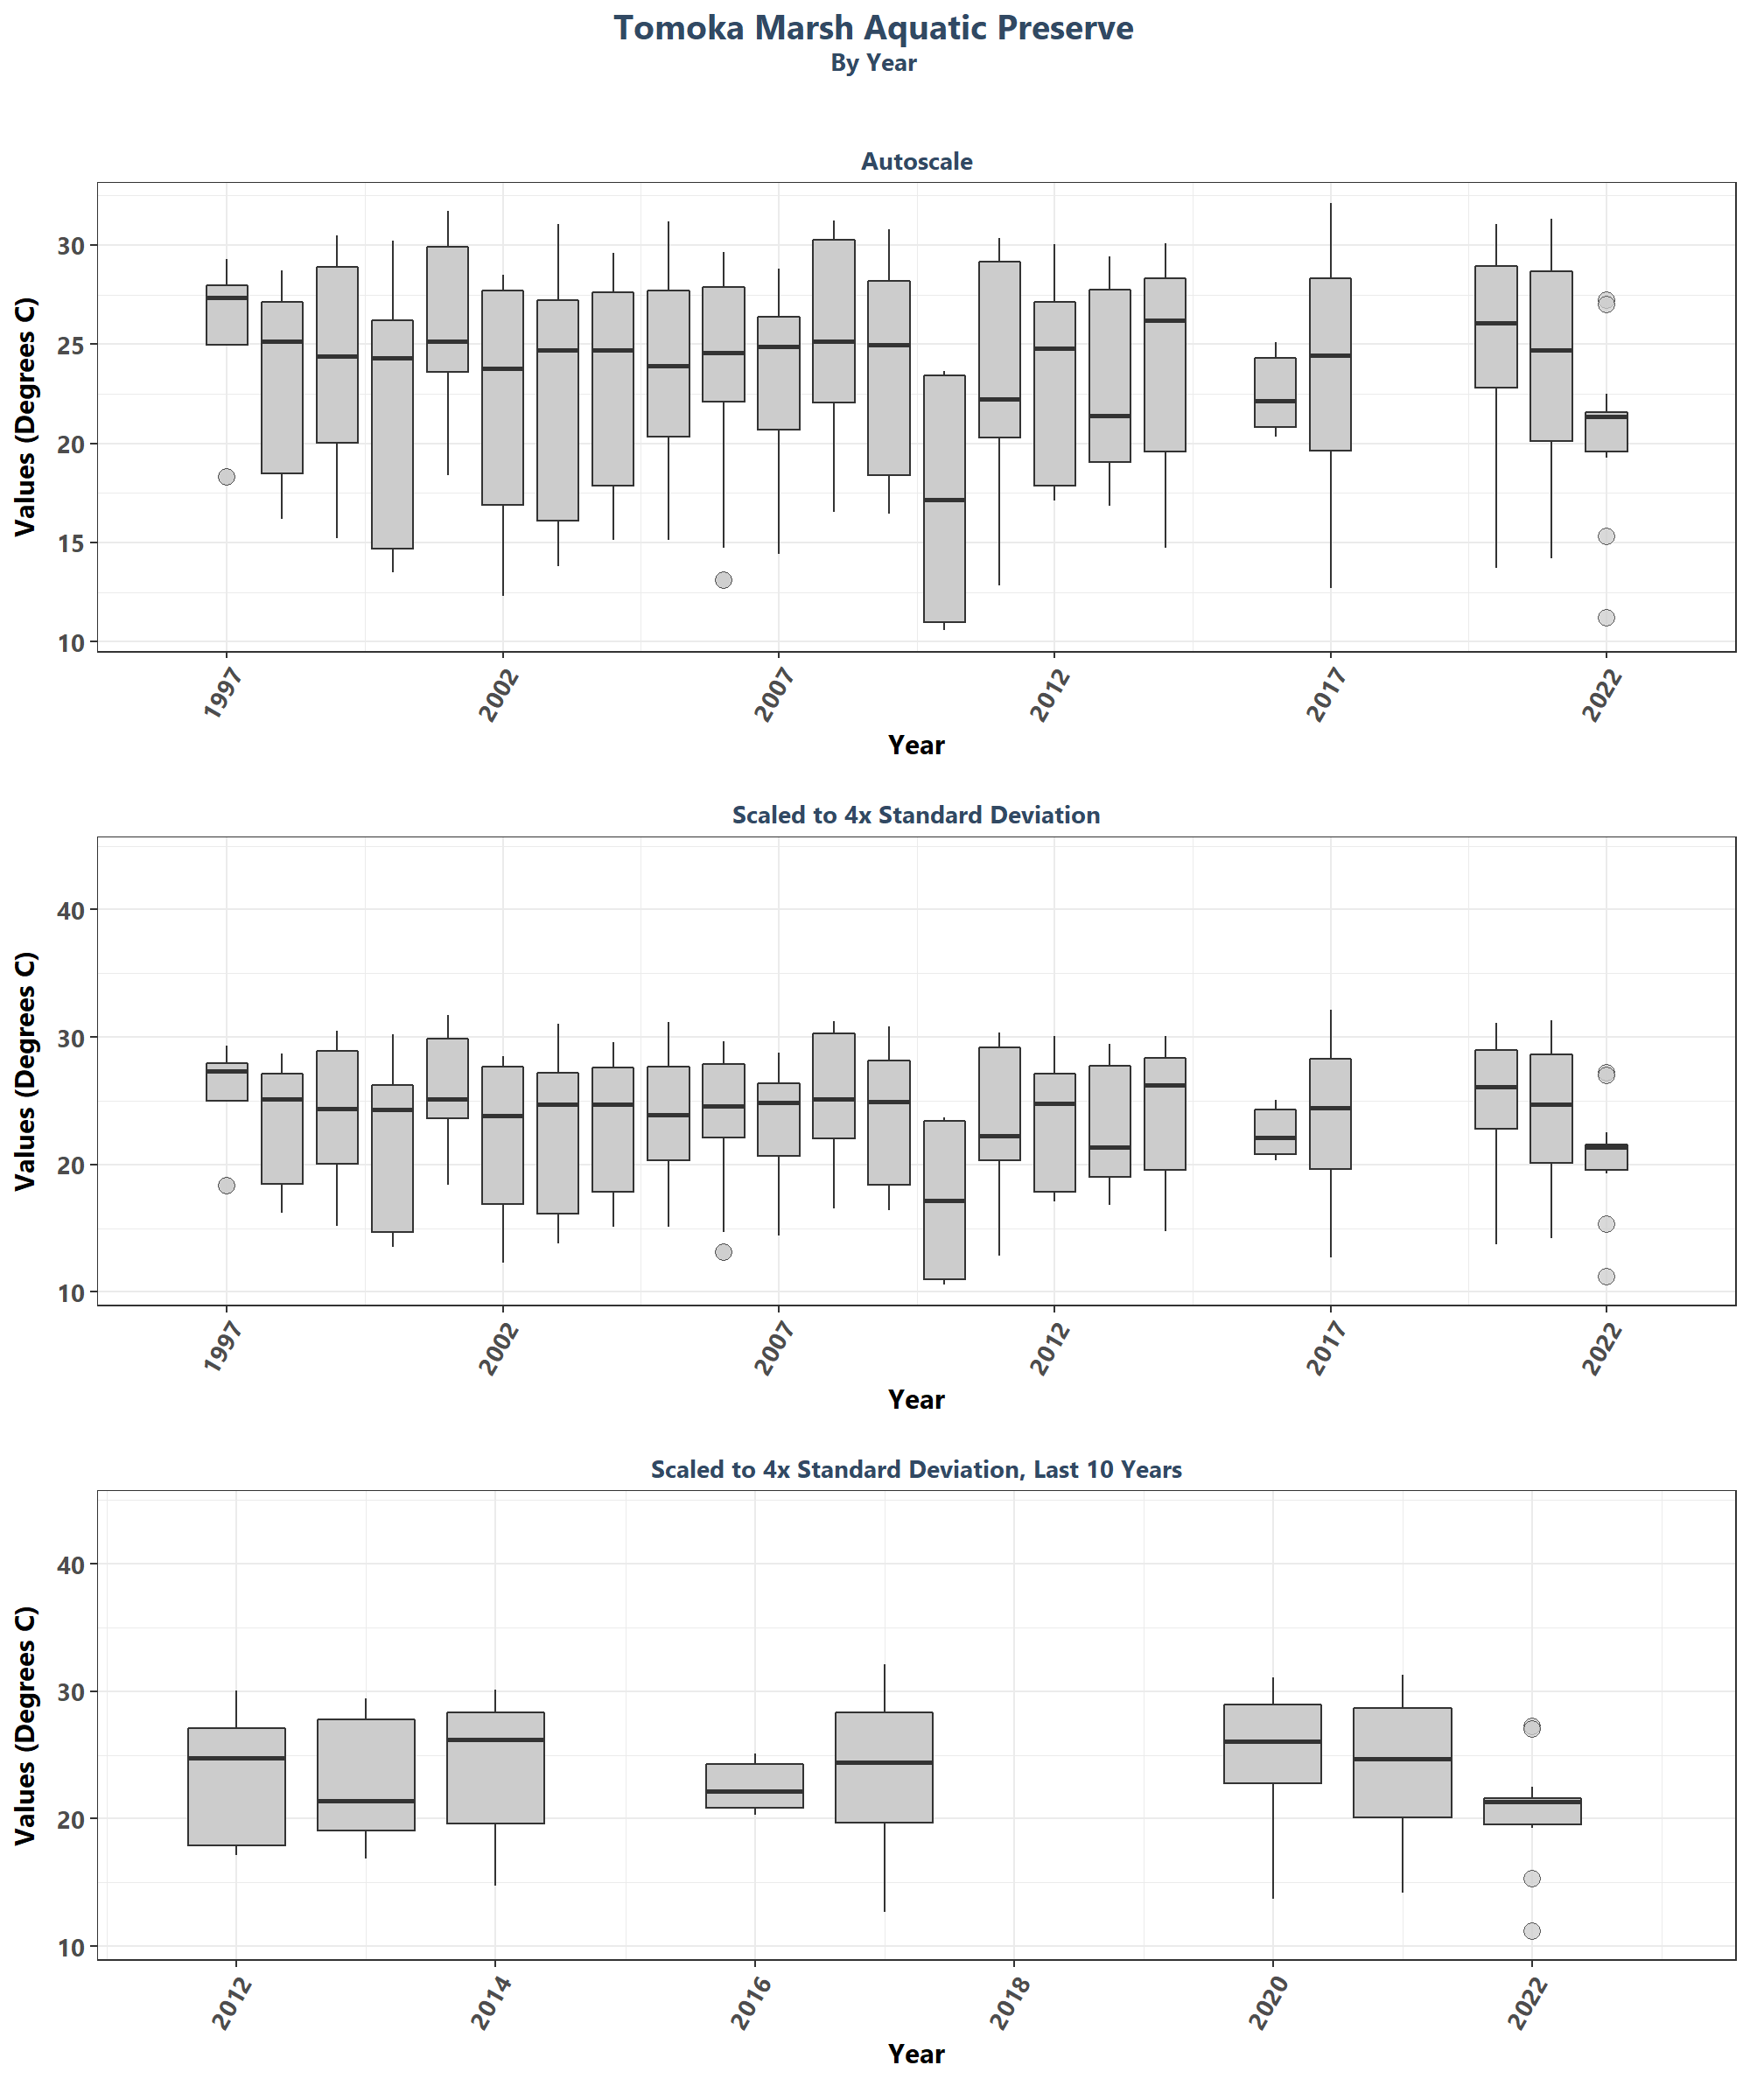 Tomoka Marsh Aquatic Preserve
By Year
Autoscale
Values (Degrees C)
30
25
20
15
10
1997
2002
2007
2012
2017
2022
Year
Scaled to 4x Standard Deviation
Values (Degrees C)
40
30
20
10
1997
2002
2007
2012
2017
2022
Year
Scaled to 4x Standard Deviation, Last 10 Years
Values (Degrees C)
40
30
20
10
2012
2014
2016
2018
2020
2022
Year